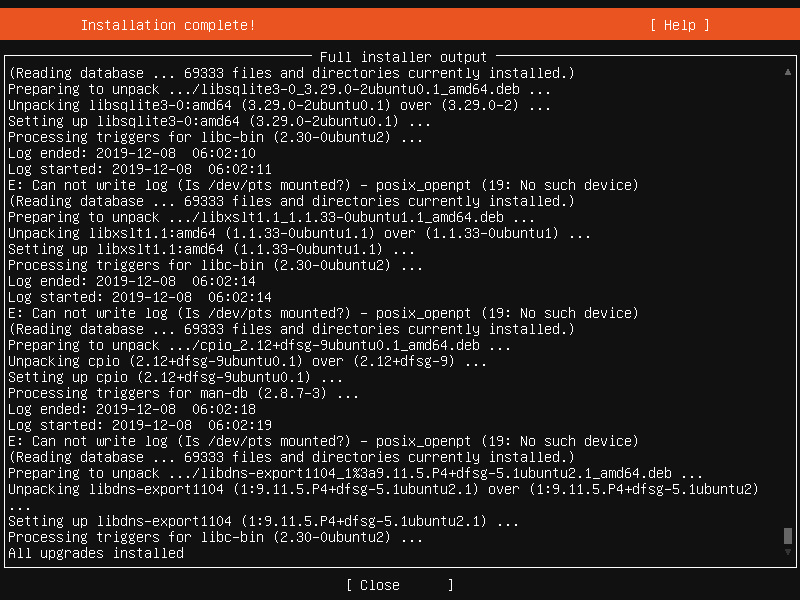 Installation complete! [ Help ]
Full installer output
(Reading database ... 69333 files and directories currently installed.)
Preparing to unpack .../libsqlite3-0_3.29.0-2ubuntu0.1_amd64.deb ...
Unpacking libsqlite3-0:amd64 (3.29.0-2ubuntu0.1) over (3.29.0-2) ...
Setting up libsqlite3-0:amd64 (3.29.0-2ubuntu0.1) ...
Processing triggers for libc-bin (2.30-0ubuntu2) ...
Log ended: 2019-12-08  06:02:10
Log started: 2019-12-08  06:02:11
E: Can not write log (Is /dev/pts mounted?) - posix_openpt (19: No such device)
(Reading database ... 69333 files and directories currently installed.)
Preparing to unpack .../libxslt1.1_1.1.33-0ubuntu1.1_amd64.deb ...
Unpacking libxslt1.1:amd64 (1.1.33-0ubuntu1.1) over (1.1.33-0ubuntu1) ...
Setting up libxslt1.1:amd64 (1.1.33-0ubuntu1.1) ...
Processing triggers for libc-bin (2.30-0ubuntu2) ...
Log ended: 2019-12-08  06:02:14
Log started: 2019-12-08  06:02:14
E: Can not write log (Is /dev/pts mounted?) - posix_openpt (19: No such device)
(Reading database ... 69333 files and directories currently installed.)
Preparing to unpack .../cpio_2.12+dfsg-9ubuntu0.1_amd64.deb ...
Unpacking cpio (2.12+dfsg-9ubuntu0.1) over (2.12+dfsg-9) ...
Setting up cpio (2.12+dfsg-9ubuntu0.1) ...
Processing triggers for man-db (2.8.7-3) ...
Log ended: 2019-12-08  06:02:18
Log started: 2019-12-08  06:02:19
E: Can not write log (Is /dev/pts mounted?) - posix_openpt (19: No such device)
(Reading database ... 69333 files and directories currently installed.)
Preparing to unpack .../libdns-export1104_1%3a9.11.5.P4+dfsg-5.1ubuntu2.1_amd64.deb ...
Unpacking libdns-export1104 (1:9.11.5.P4+dfsg-5.1ubuntu2.1) over (1:9.11.5.P4+dfsg-5.1ubuntu2)
...
Setting up libdns-export1104 (1:9.11.5.P4+dfsg-5.1ubuntu2.1) ...
Processing triggers for libc-bin (2.30-0ubuntu2) ...
All upgrades installed
[ Close      ]